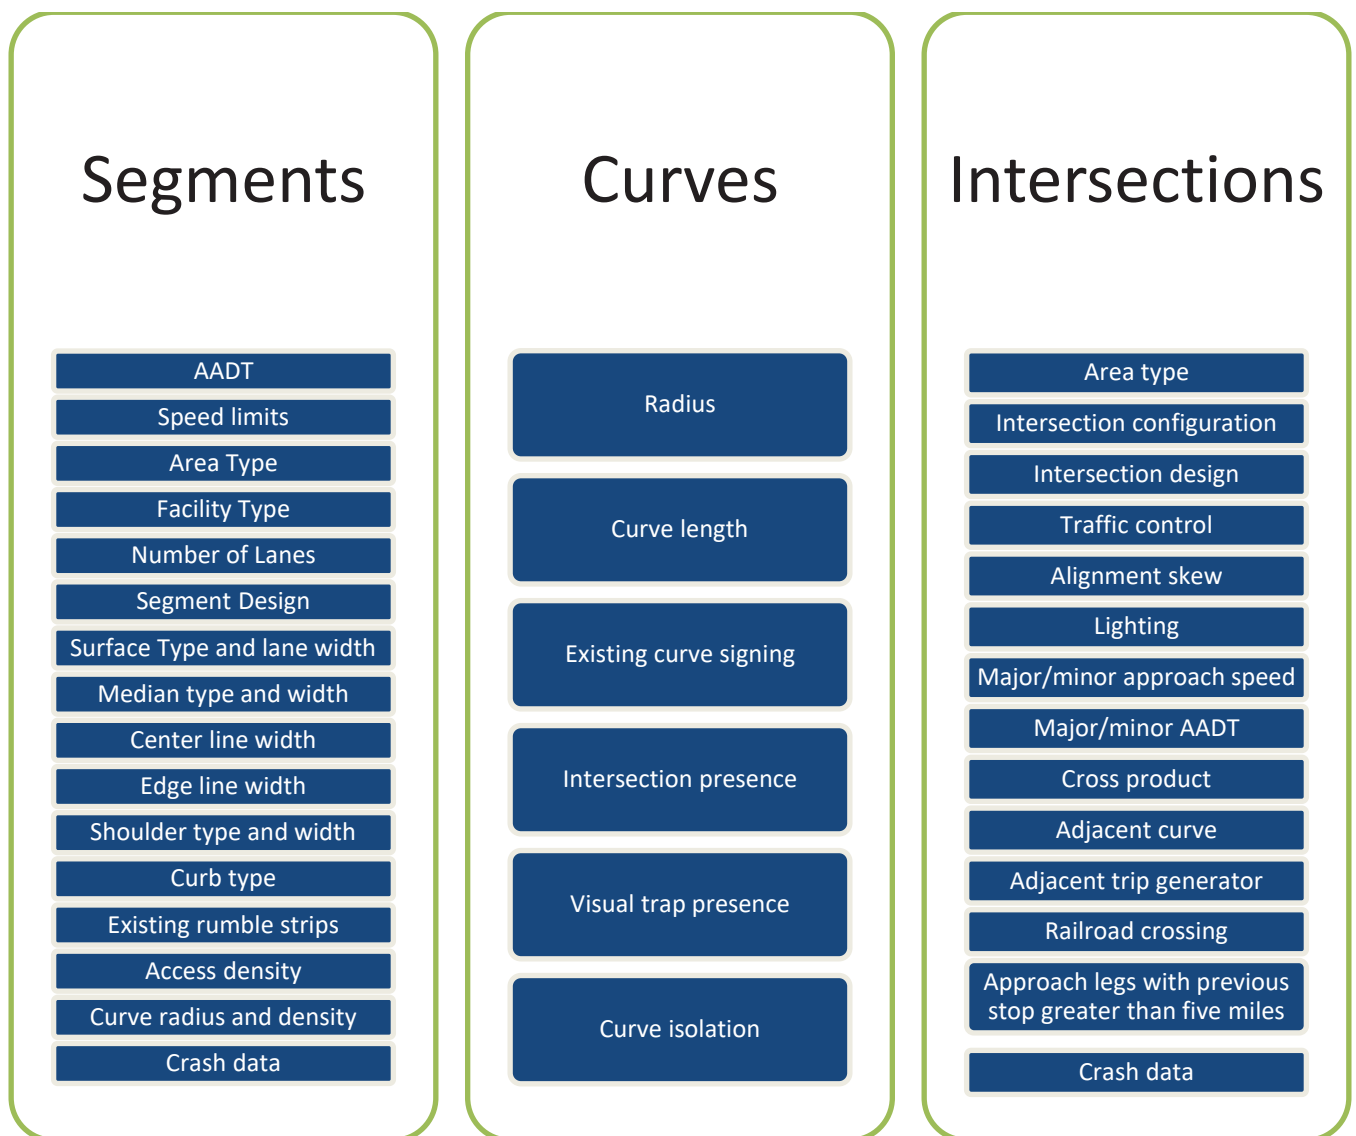 Segments
AADT
Speed limits
Area Type
Facility Type
Number of Lanes
Segment Design
Surface Type and lane width
Median type and width
Center line width
Edge line width
Shoulder type and width
Curb type
Existing rumble strips
Access density
Curve radius and density
Crash data
Curves
Radius
Curve length
Existing curve signing
Intersection presence
Visual trap presence
Curve isolation
Intersections
Area type
Intersection configuration
Intersection design
Traffic control
Alignment skew
Lighting
Major/minor approach speed
Major/minor AADT
Cross product
Adjacent curve
Adjacent trip generator
Railroad crossing
Approach legs with previous
stop greater than five miles
Crash data